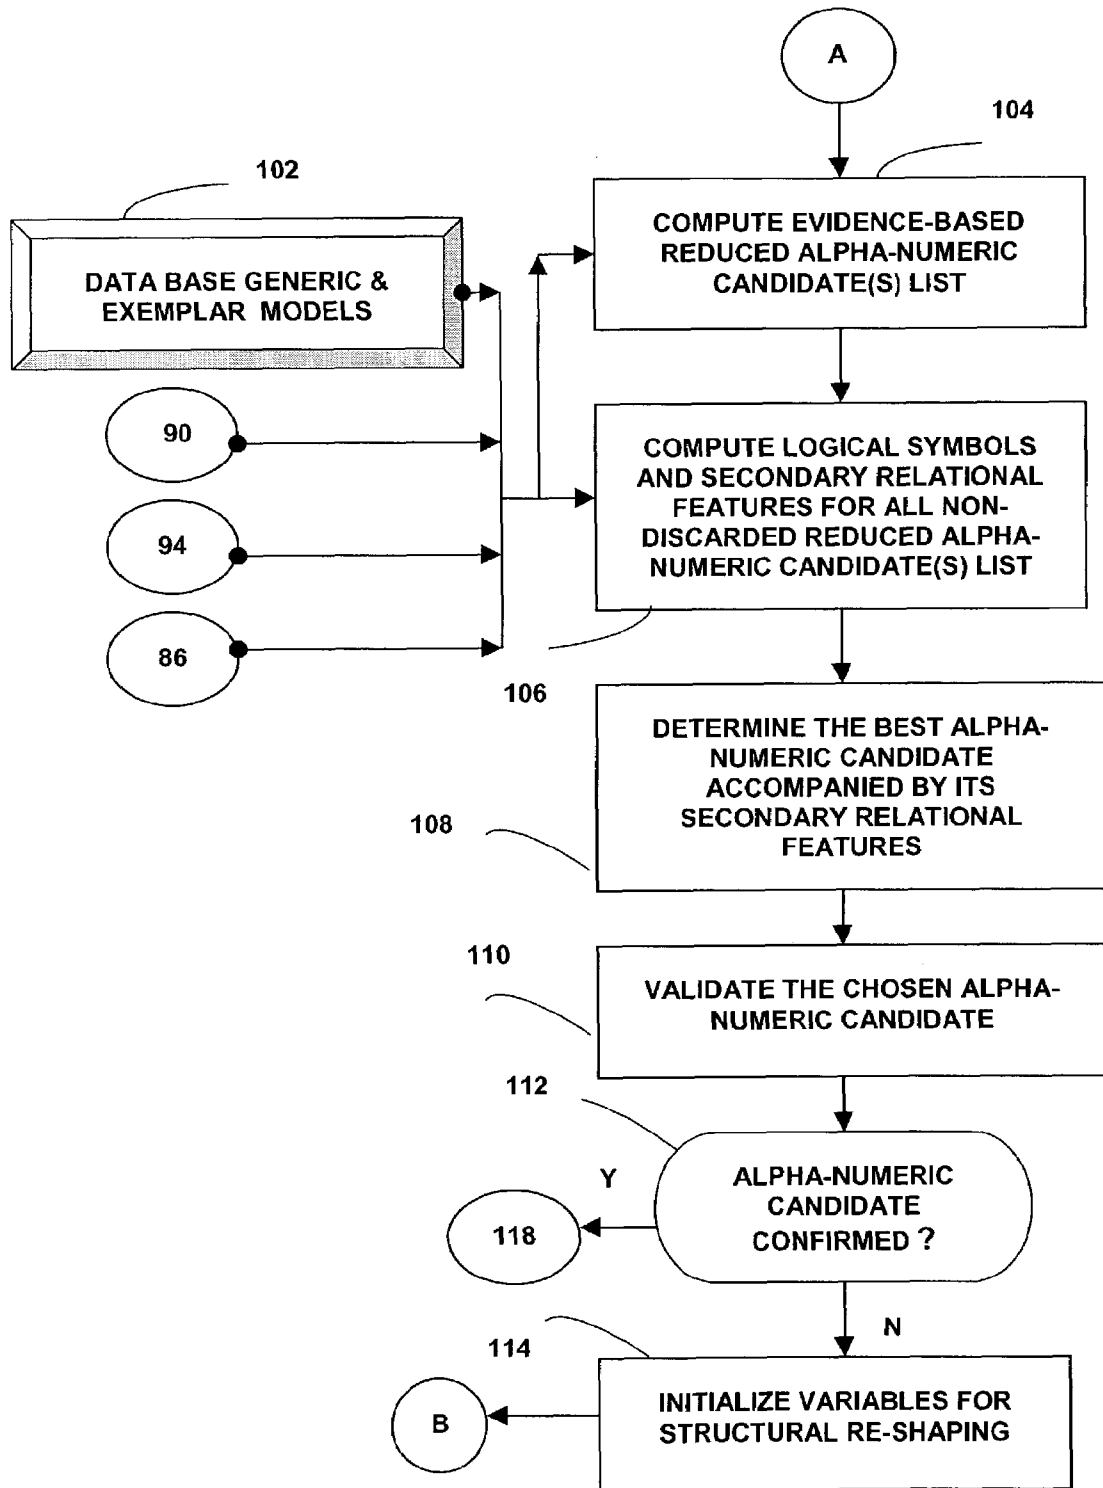 A
104
102
COMPUTE EVIDENCE-BASED
REDUCED ALPHA-NUMERIC
CANDIDATE(S) LIST
DATA BASE GENERIC &
EXEMPLAR MODELS
90
94
86
COMPUTE LOGICAL SYMBOLS
AND SECONDARY RELATIONAL
FEATURES FOR ALL NON-
DISCARDED REDUCED ALPHA-
NUMERIC CANDIDATE(S) LIST
106
DETERMINE THE BEST ALPHA-
NUMERIC CANDIDATE
ACCOMPANIED BY ITS
SECONDARY RELATIONAL
FEATURES
108
110
VALIDATE THE CHOSEN ALPHA-
NUMERIC CANDIDATE
112
ALPHA-NUMERIC
CANDIDATE
CONFIRMED ?
Y
118
N
114
INITIALIZE VARIABLES FOR
STRUCTURAL RE-SHAPING
B